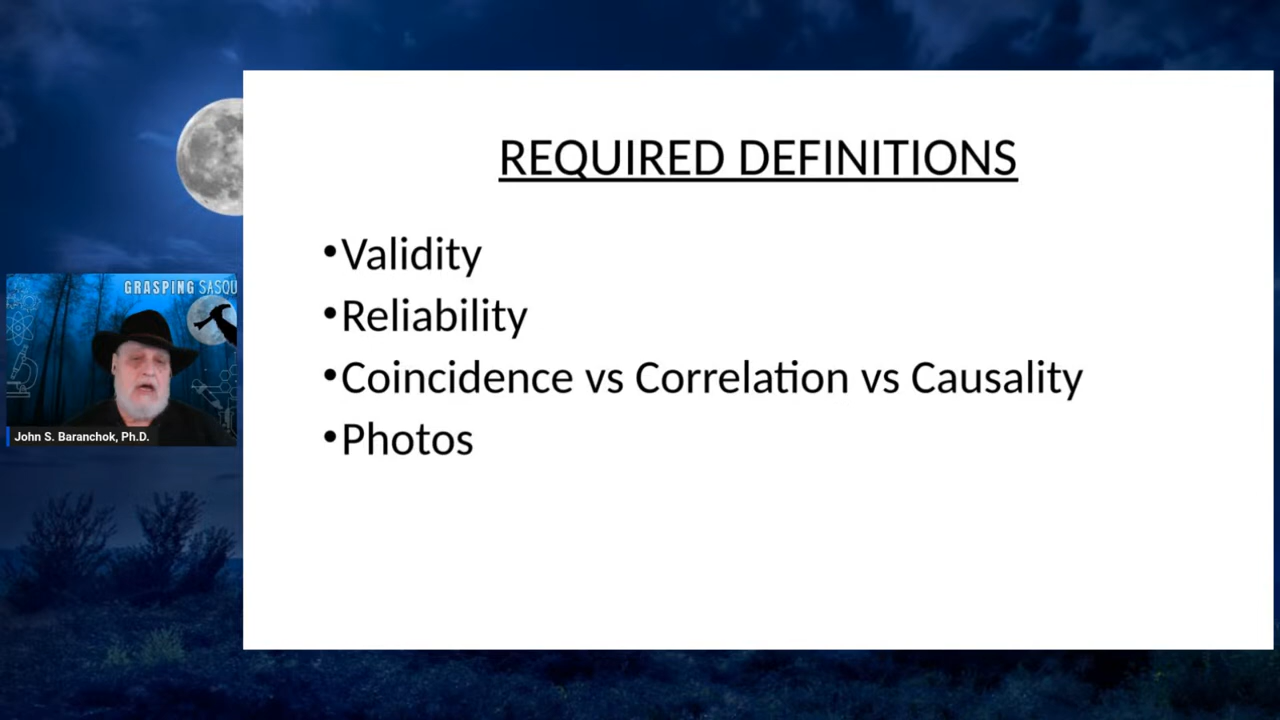 REQUIRED DEFINITIONS
•Validity
•Reliability
•Coincidence vs Correlation vs Causality
•Photos
GRASPING SASQU
John S. Baranchok, Ph.D.